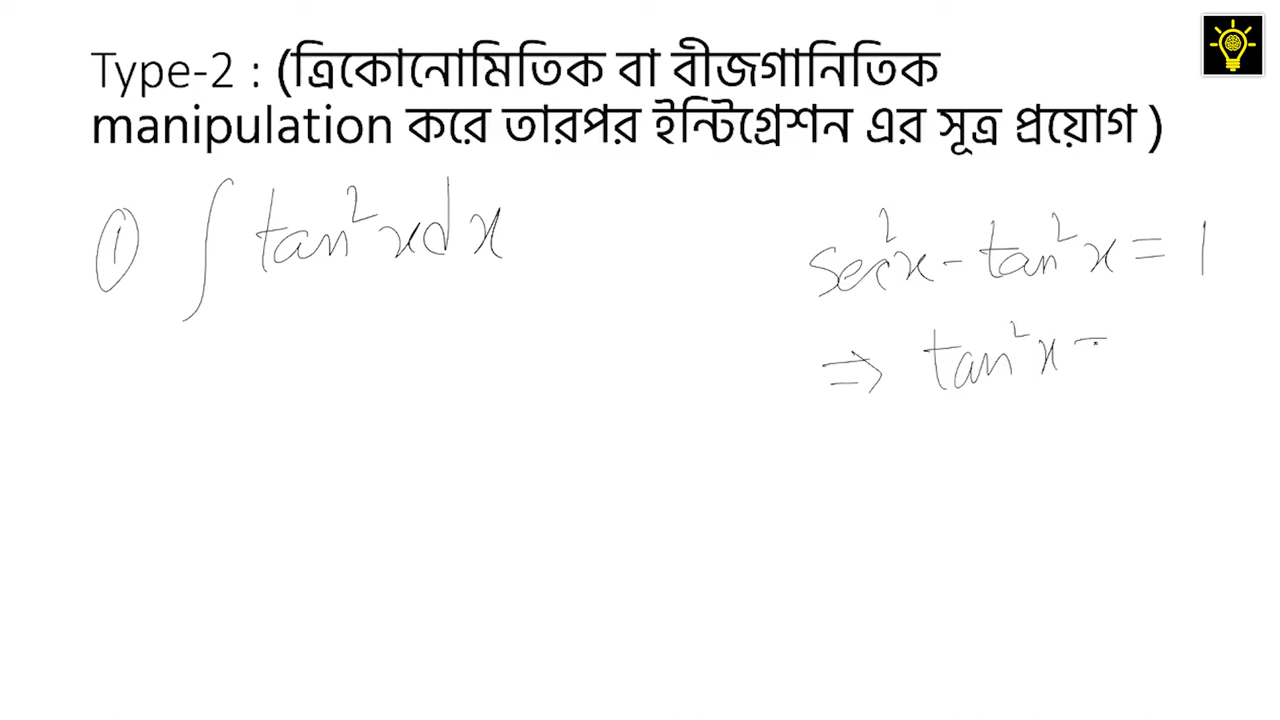 Type-2 : (ত্রিকোনোমিতিক বা বীজগানিতিক
manipulation করে তারপর ইন্টিগ্রেশন এর সূত্র প্রয়োগ )
① ∫ tan²x dx
sec²x - tan²x = 1
⇒ tan²x =